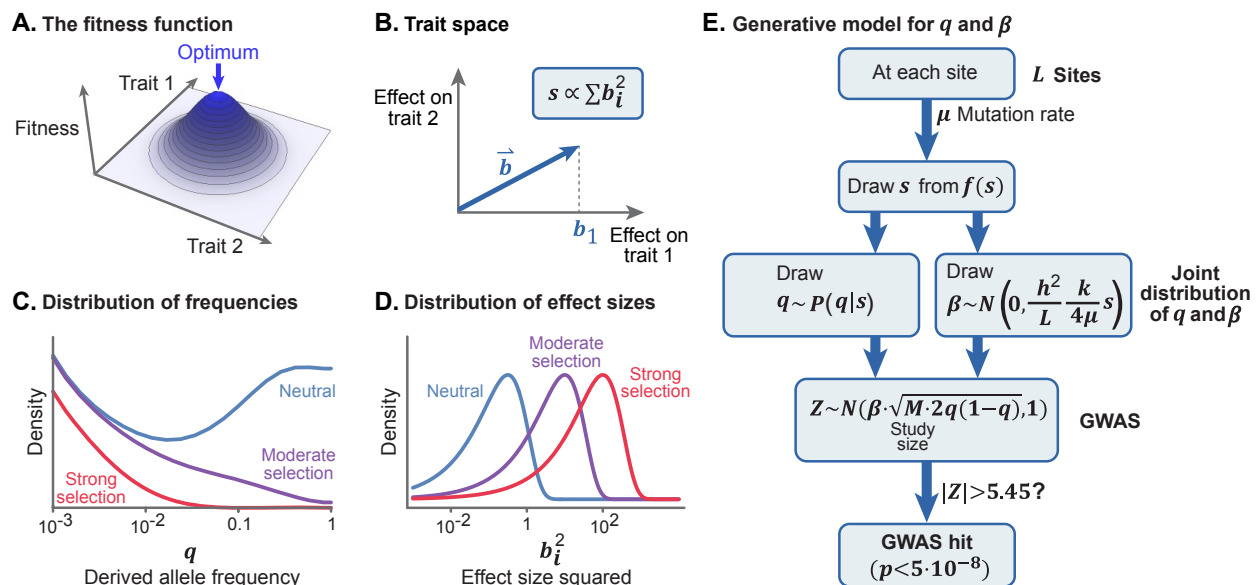 A. The fitness function
Optimum
Trait 1
Fitness
Trait 2
B. Trait space
Effect on
trait 2
s ∝ ∑b_i^2
b⃗
b_1
Effect on
trait 1
C. Distribution of frequencies
Density
Neutral
Moderate
selection
Strong
selection
10^-3
10^-2
0.1
1
q
Derived allele frequency
D. Distribution of effect sizes
Density
Neutral
Moderate
selection
Strong
selection
10^-2
1
10^2
b_i^2
Effect size squared
E. Generative model for q and β
At each site
L Sites
μ Mutation rate
Draw s from f(s)
Draw
q ~ P(q|s)
Draw
β~N(0, h^2/L k/4μ s)
Joint
distribution
of q and β
Z~N(β·√M·2q(1−q),1)
Study
size
GWAS
|Z|>5.45?
GWAS hit
(p<5·10^-8)